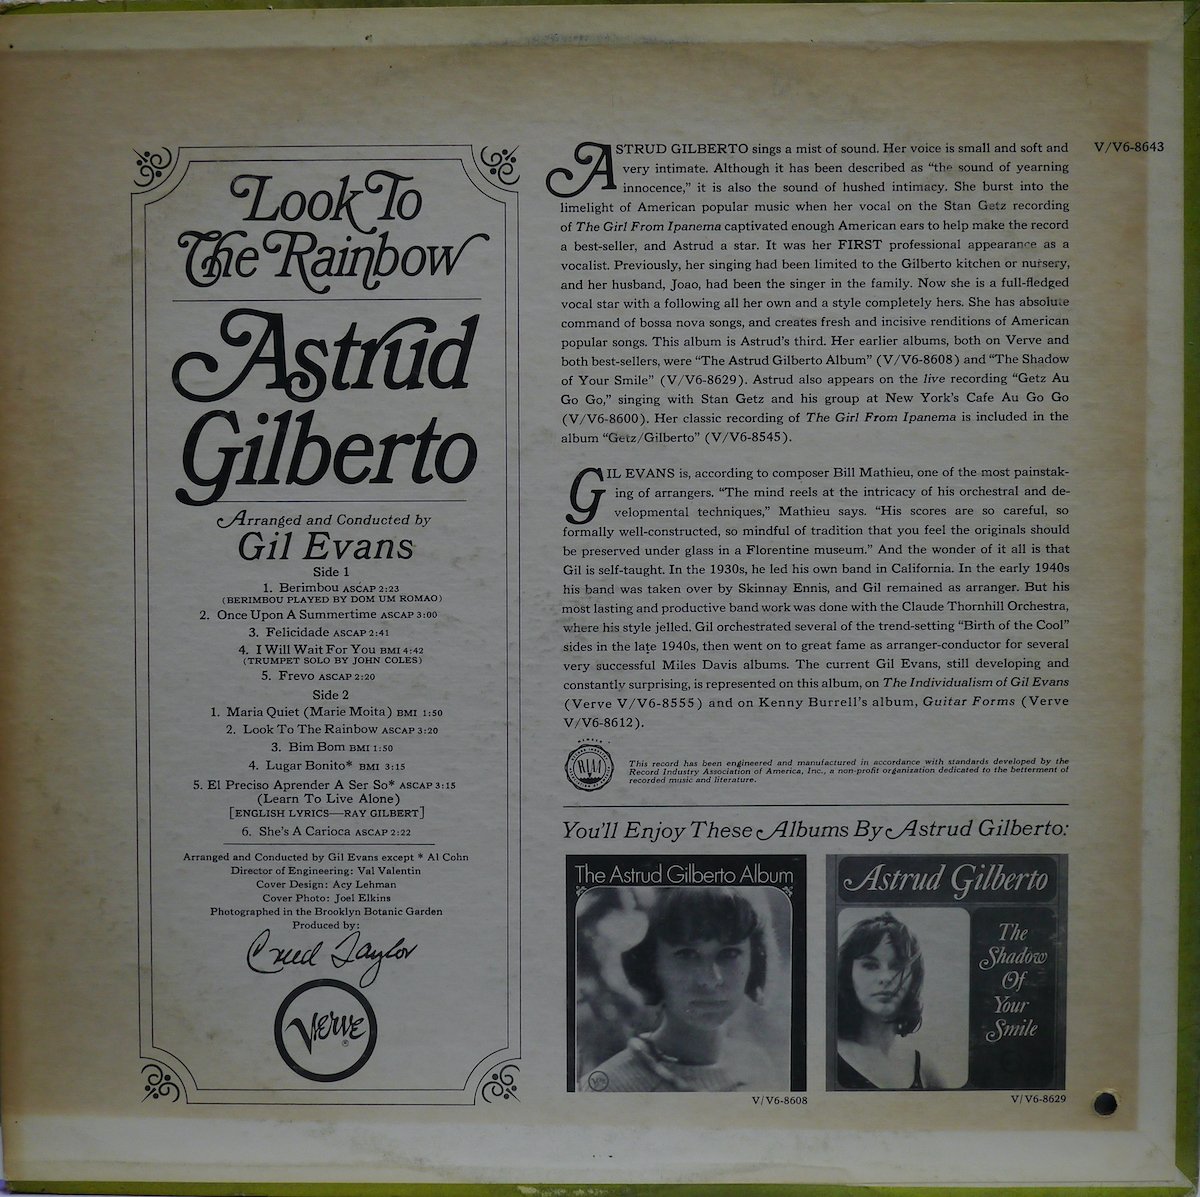 Look To
The Rainbow
Astrud
Gilberto
Arranged and Conducted by
Gil Evans
Side 1
1. Berimbou ASCAP 2:23
(BERIMBOU PLAYED BY DOM UM ROMAO)
2. Once Upon A Summertime ASCAP 3:00
3. Felicidade ASCAP 2:41
4. I Will Wait For You BMI 4:42
(TRUMPET SOLO BY JOHN COLES)
5. Frevo ASCAP 2:20
Side 2
1. Maria Quiet (Marie Moita) BMI 1:50
2. Look To The Rainbow ASCAP 3:20
3. Bim Bom BMI 1:50
4. Lugar Bonito* BMI 3:15
5. El Preciso Aprender A Ser So* ASCAP 3:15
(Learn To Live Alone)
[ENGLISH LYRICS—RAY GILBERT]
6. She's A Carioca ASCAP 2:22
Arranged and Conducted by Gil Evans except * Al Cohn
Director of Engineering: Val Valentin
Cover Design: Acy Lehman
Cover Photo: Joel Elkins
Photographed in the Brooklyn Botanic Garden
Produced by:
Creed Taylor
VERVE
®
ASTRUD GILBERTO sings a mist of sound. Her voice is small and soft and
very intimate. Although it has been described as "the sound of yearning
innocence," it is also the sound of hushed intimacy. She burst into the
limelight of American popular music when her vocal on the Stan Getz recording
of The Girl From Ipanema captivated enough American ears to help make the record
a best-seller, and Astrud a star. It was her FIRST professional appearance as a
vocalist. Previously, her singing had been limited to the Gilberto kitchen or nursery,
and her husband, Joao, had been the singer in the family. Now she is a full-fledged
vocal star with a following all her own and a style completely hers. She has absolute
command of bossa nova songs, and creates fresh and incisive renditions of American
popular songs. This album is Astrud's third. Her earlier albums, both on Verve and
both best-sellers, were "The Astrud Gilberto Album" (V/V6-8608) and "The Shadow
of Your Smile" (V/V6-8629). Astrud also appears on the live recording "Getz Au
Go Go," singing with Stan Getz and his group at New York's Cafe Au Go Go
(V/V6-8600). Her classic recording of The Girl From Ipanema is included in the
album "Getz/Gilberto" (V/V6-8545).
V/V6-8643
GIL EVANS is, according to composer Bill Mathieu, one of the most painstak-
ing of arrangers. "The mind reels at the intricacy of his orchestral and de-
velopmental techniques," Mathieu says. "His scores are so careful, so
formally well-constructed, so mindful of tradition that you feel the originals should
be preserved under glass in a Florentine museum." And the wonder of it all is that
Gil is self-taught. In the 1930s, he led his own band in California. In the early 1940s
his band was taken over by Skinnay Ennis, and Gil remained as arranger. But his
most lasting and productive band work was done with the Claude Thornhill Orchestra,
where his style jelled. Gil orchestrated several of the trend-setting "Birth of the Cool"
sides in the late 1940s, then went on to great fame as arranger-conductor for several
very successful Miles Davis albums. The current Gil Evans, still developing and
constantly surprising, is represented on this album, on The Individualism of Gil Evans
(Verve V/V6-8555) and on Kenny Burrell's album, Guitar Forms (Verve
V/V6-8612).
RIAA
This record has been engineered and manufactured in accordance with standards developed by the
Record Industry Association of America, Inc., a non-profit organization dedicated to the betterment of
recorded music and literature.
You'll Enjoy These Albums By Astrud Gilberto:
The Astrud Gilberto Album
V/V6-8608
Astrud Gilberto
The
Shadow
Of
Your
Smile
V/V6-8629